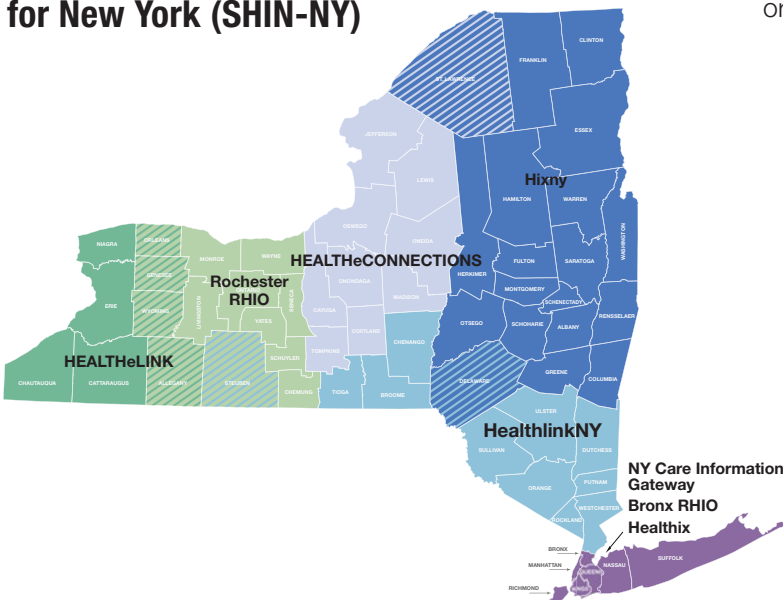 for New York (SHIN-NY)
or
CLINTON
FRANKLIN
ST. LAWRENCE
ESSEX
JEFFERSON
LEWIS
Hixny
HAMILTON
WARREN
WASHINGTON
OSWEGO
ONEIDA
NIAGRA
ORLEANS
MONROE
WAYNE
HEALTHeCONNECTIONS
HERKIMER
FULTON
SARATOGA
GENESEE
Rochester
RHIO
ONONDAGA
MADISON
MONTGOMERY
SCHENECTADY
RENSSELAER
ERIE
WYOMING
LIVINGSTON
SENECA
CAYUGA
YATES
OTSEGO
SCHOHARIE
ALBANY
CORTLAND
CHENANGO
TOMPKINS
SCHUYLER
HEALTHeLINK
CHAUTAUQUA
CATTARAUGUS
ALLEGANY
STEUBEN
CHEMUNG
TIOGA
BROOME
DELAWARE
GREENE
COLUMBIA
ULSTER
HealthlinkNY
SULLIVAN
DUTCHESS
ORANGE
PUTNAM
WESTCHESTER
ROCKLAND
NY Care Information
Gateway
Bronx RHIO
Healthix
BRONX
MANHATTAN
QUEENS
NASSAU
SUFFOLK
RICHMOND
KINGS